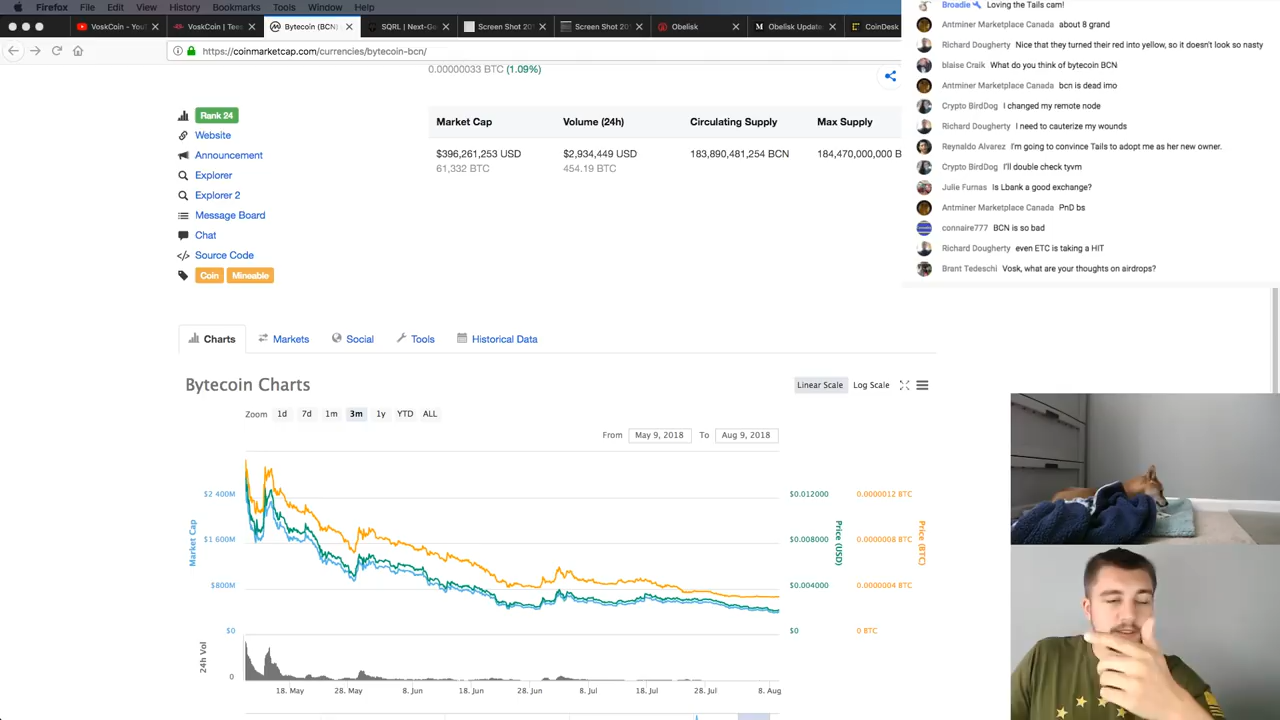 Firefox File Edit View History Bookmarks Tools Window Help
VoskCoin - YouT
VoskCoin | Teesp
Bytecoin (BCN)
SQRL | Next-Ge
Screen Shot 201
Screen Shot 201
Obelisk
Obelisk Update,
CoinDesk
https://coinmarketcap.com/currencies/bytecoin-bcn/
0.00000033 BTC (1.09%)
Rank 24
Website
Announcement
Explorer
Explorer 2
Message Board
Chat
Source Code
Coin Mineable
Market Cap Volume (24h) Circulating Supply Max Supply
$396,261,253 USD $2,934,449 USD 183,890,481,254 BCN 184,470,000,000 B
61,332 BTC 454.19 BTC
Broadie Loving the Tails cam!
Antminer Marketplace Canada about 8 grand
Richard Dougherty Nice that they turned their red into yellow, so it doesn't look so nasty
blaise Craik What do you think of bytecoin BCN
Antminer Marketplace Canada bcn is dead imo
Crypto BirdDog I changed my remote node
Richard Dougherty I need to cauterize my wounds
Reynaldo Alvarez I'm going to convince Tails to adopt me as her new owner.
Crypto BirdDog I'll double check tyvm
Julie Furnas Is Lbank a good exchange?
Antminer Marketplace Canada PnD bs
connaire777 BCN is so bad
Richard Dougherty even ETC is taking a HIT
Brant Tedeschi Vosk, what are your thoughts on airdrops?
Charts Markets Social Tools Historical Data
Bytecoin Charts
Linear Scale Log Scale
Zoom 1d 7d 1m 3m 1y YTD ALL
From May 9, 2018 To Aug 9, 2018
$2 400M $0.012000 0.0000012 BTC
$1 600M $0.008000 0.0000008 BTC
$800M $0.004000 0.0000004 BTC
$0 $0 0 BTC
Market Cap
Price (USD)
Price (BTC)
24h Vol
0
18. May 28. May 8. Jun 18. Jun 28. Jun 8. Jul 18. Jul 28. Jul 8. Aug